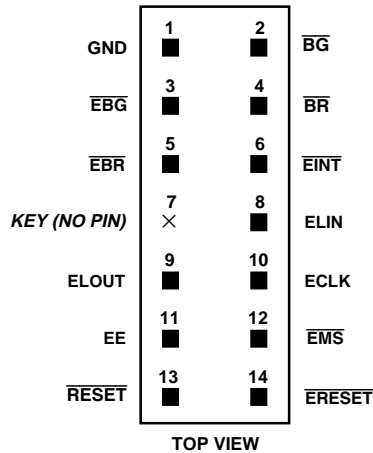 1 2
GND BG
3 4
EBG BR
5 6
EBR EINT
7 8
KEY (NO PIN) ELIN
9 10
ELOUT ECLK
11 12
EE EMS
13 14
RESET ERESET
TOP VIEW